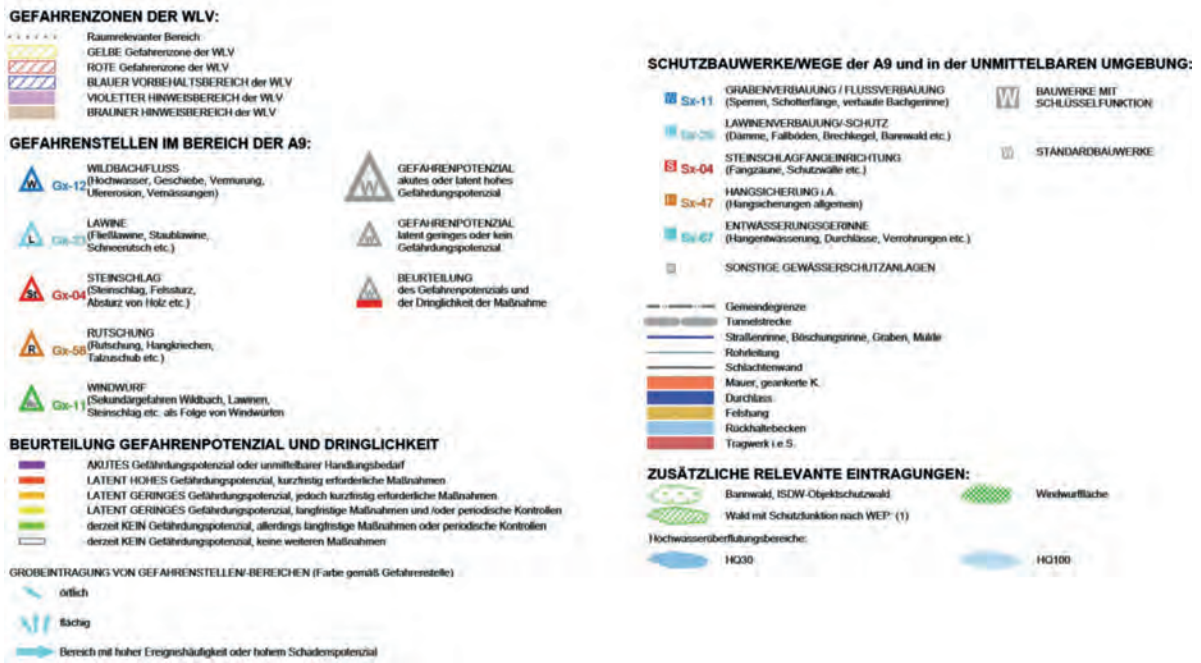 GEFAHRENZONEN DER WLV:
Raumrelevanter Bereich
GELBE Gefahrenzone der WLV
ROTE Gefahrenzone der WLV
BLAUER VORBEHALTSBEREICH der WLV
VIOLETTER HINWEISBEREICH der WLV
BRAUNER HINWEISBEREICH der WLV
GEFAHRENSTELLEN IM BEREICH DER A9:
WILDBACH/FLUSS
W Gx-12 (Hochwasser, Geschiebe, Vermurung,
Ufererosion, Vernässungen)
LAWINE
L Gx-23 (Fließlawine, Staublawine,
Schneerutsch etc.)
STEINSCHLAG
St Gx-04 (Steinschlag, Felssturz,
Absturz von Holz etc.)
RUTSCHUNG
R Gx-58 (Rutschung, Hangkriechen,
Talzuschub etc.)
WINDWURF
Gx-11 (Sekundärgefahren Wildbach, Lawinen,
Steinschlag etc. als Folge von Windwürfen
GEFAHRENPOTENZIAL
W akutes oder latent hohes
Gefährdungspotenzial
GEFAHRENPOTENZIAL
W latent geringes oder kein
Gefährdungspotenzial
BEURTEILUNG
W des Gefahrenpotenzials und
der Dringlichkeit der Maßnahme
BEURTEILUNG GEFAHRENPOTENZIAL UND DRINGLICHKEIT
AKUTES Gefährdungspotenzial oder unmittelbarer Handlungsbedarf
LATENT HOHES Gefährdungspotenzial, kurzfristig erforderliche Maßnahmen
LATENT GERINGES Gefährdungspotenzial, jedoch kurzfristig erforderliche Maßnahmen
LATENT GERINGES Gefährdungspotenzial, langfristige Maßnahmen und /oder periodische Kontrollen
derzeit KEIN Gefährdungspotenzial, allerdings langfristige Maßnahmen oder periodische Kontrollen
derzeit KEIN Gefährdungspotenzial, keine weiteren Maßnahmen
GROBEINTRAGUNG VON GEFAHRENSTELLEN/-BEREICHEN (Farbe gemäß Gefahrenstelle)
örtlich
flächig
Bereich mit hoher Ereignishäufigkeit oder hohem Schadenspotenzial
SCHUTZBAUWERKE/WEGE der A9 und in der UNMITTELBAREN UMGEBUNG:
GRABENVERBAUUNG / FLUSSVERBAUUNG
Sx-11 (Sperren, Schotterfänge, verbaute Bachgerinne)
LAWINENVERBAUUNG/-SCHUTZ
(Dämme, Fallböden, Brechkegel, Bannwald etc.)
STEINSCHLAGFANGEINRICHTUNG
S Sx-04 (Fangzäune, Schutzwälle etc.)
HANGSICHERUNG i.A.
Sx-47 (Hangsicherungen allgemein)
ENTWÄSSERUNGSGERINNE
Sx-67 (Hangentwässerung, Durchlässe, Verrohrungen etc.)
SONSTIGE GEWÄSSERSCHUTZANLAGEN
W BAUWERKE MIT
SCHLÜSSELFUNKTION
W STANDARDBAUWERKE
Gemeindegrenze
Tunnelstrecke
Straßenrinne, Böschungsrinne, Graben, Mulde
Rohrleitung
Schlachtenwand
Mauer, geankerte K.
Durchlass
Felshang
Rückhaltebecken
Tragwerk i.e.S.
ZUSÄTZLICHE RELEVANTE EINTRAGUNGEN:
Bannwald, ISDW-Objektschutzwald
Windwurffläche
Wald mit Schutzfunktion nach WEP (1)
Hochwasserüberflutungsbereiche:
HQ30
HQ100